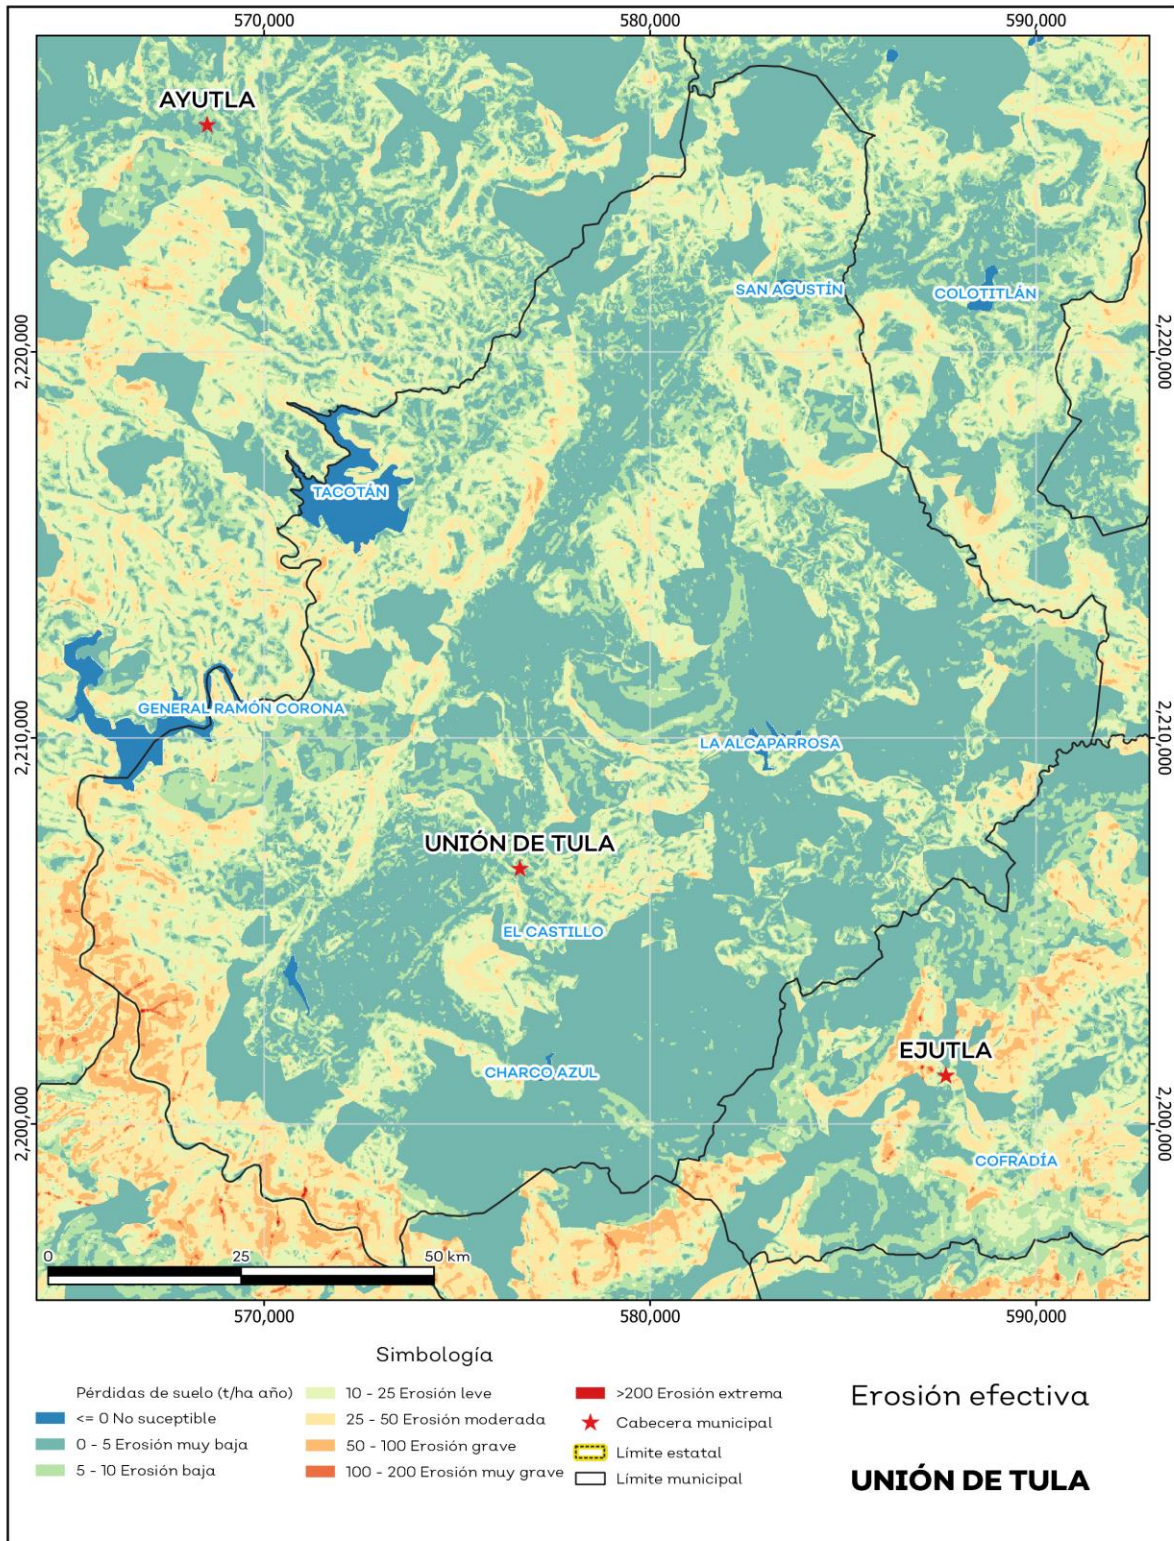 570,000
580,000
590,000
AYUTLA
SAN AGUSTÍN
COLOTITLÁN
2,220,000
2,220,000
TACOTÁN
GENERAL RAMÓN CORONA
2,210,000
2,210,000
LA ALCAPARROSA
UNIÓN DE TULA
EL CASTILLO
EJUTLA
CHARCO AZUL
2,200,000
2,200,000
COFRADÍA
0
25
50 km
570,000
580,000
590,000
Simbología
Pérdidas de suelo (t/ha año)
<= 0 No suceptible
0 - 5 Erosión muy baja
5 - 10 Erosión baja
10 - 25 Erosión leve
25 - 50 Erosión moderada
50 - 100 Erosión grave
100 - 200 Erosión muy grave
>200 Erosión extrema
Cabecera municipal
Límite estatal
Límite municipal
Erosión efectiva
UNIÓN DE TULA